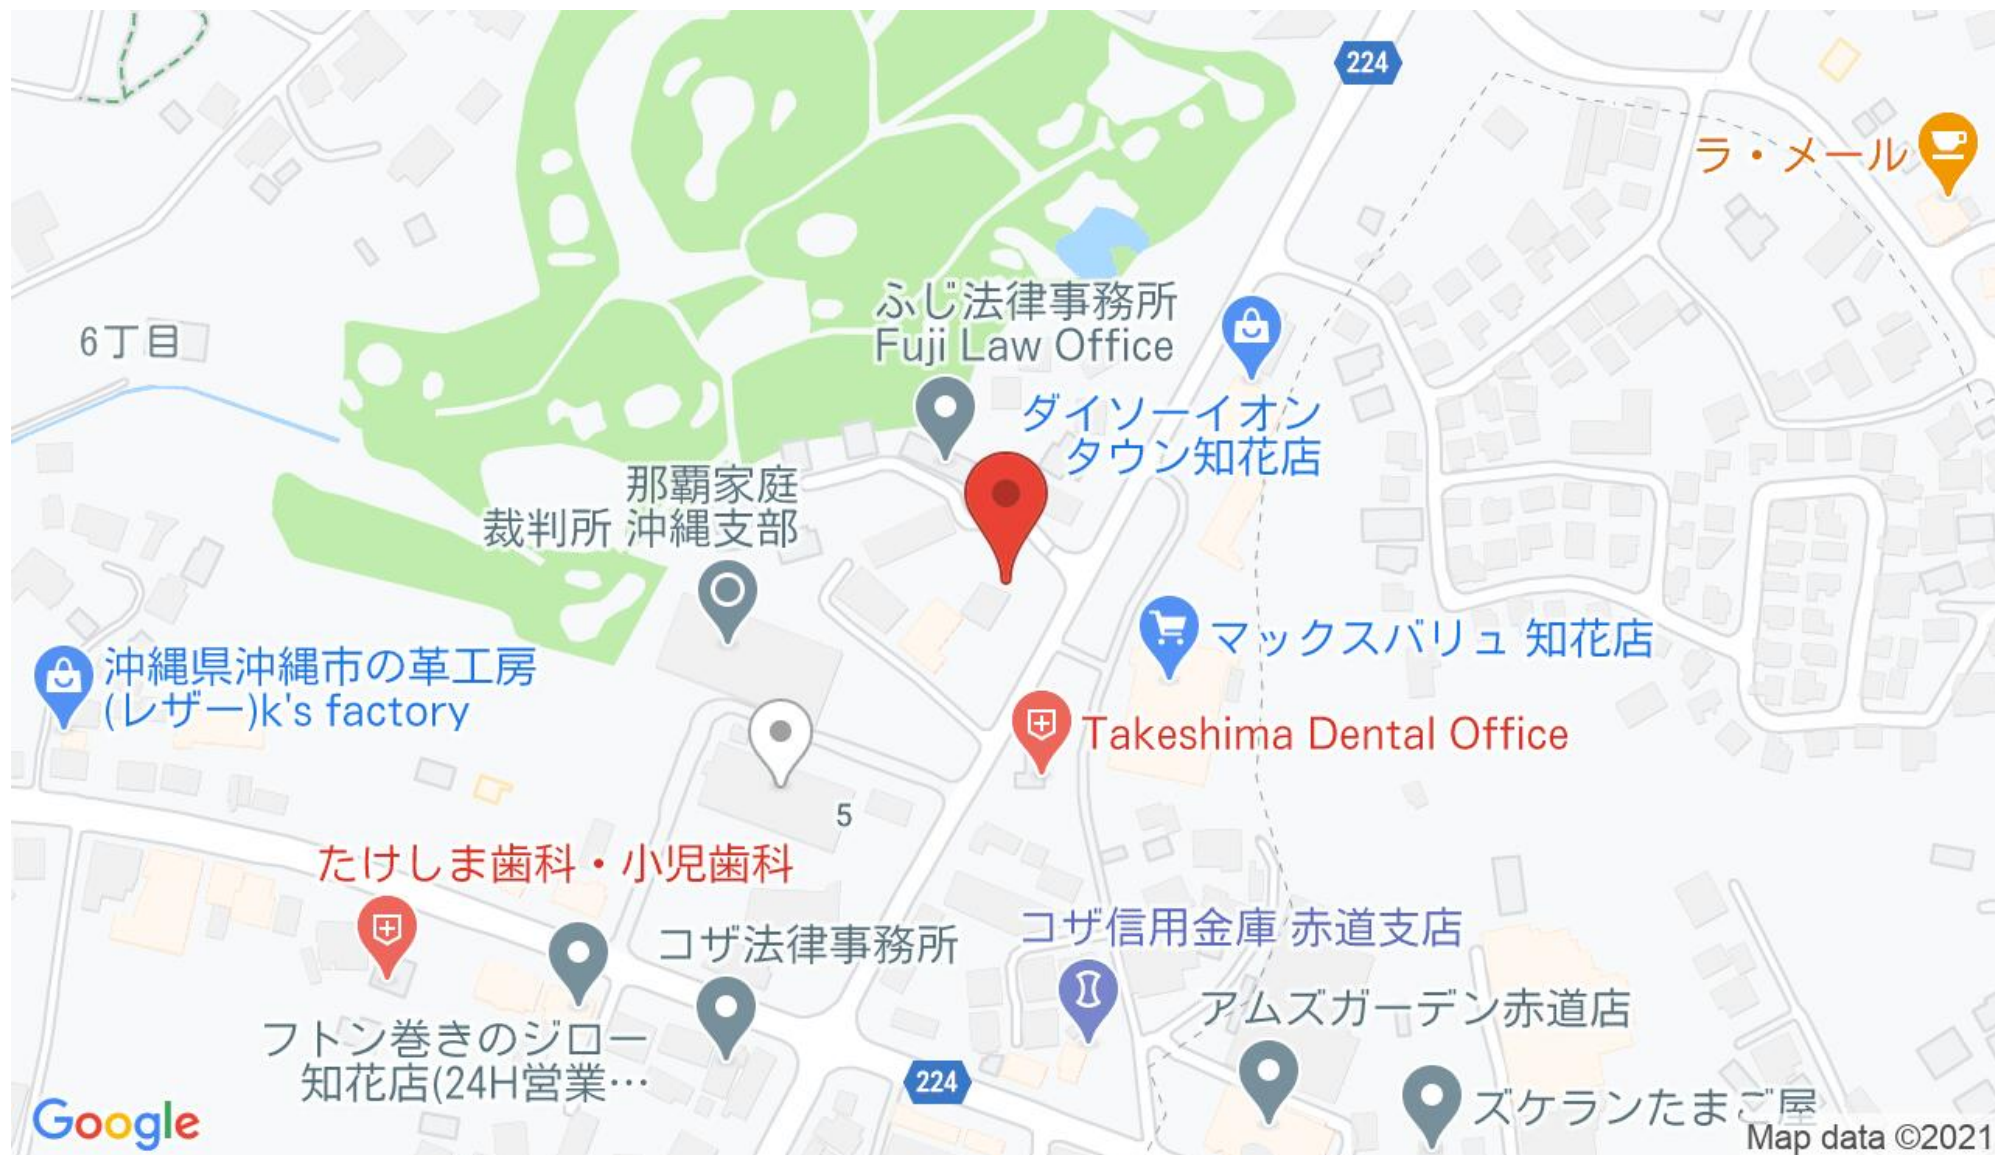 224
ラ・メール
ふじ法律事務所
Fuji Law Office
6丁目
ダイソーイオン
タウン知花店
那覇家庭
裁判所 沖縄支部
マックスバリュ 知花店
沖縄県沖縄市の革工房
(レザー)k's factory
Takeshima Dental Office
5
たけしま歯科・小児歯科
コザ信用金庫 赤道支店
コザ法律事務所
アムズガーデン赤道店
フトン巻きのジロー
知花店(24H営業…
224
ズケランたまご屋
Google
Map data ©2021